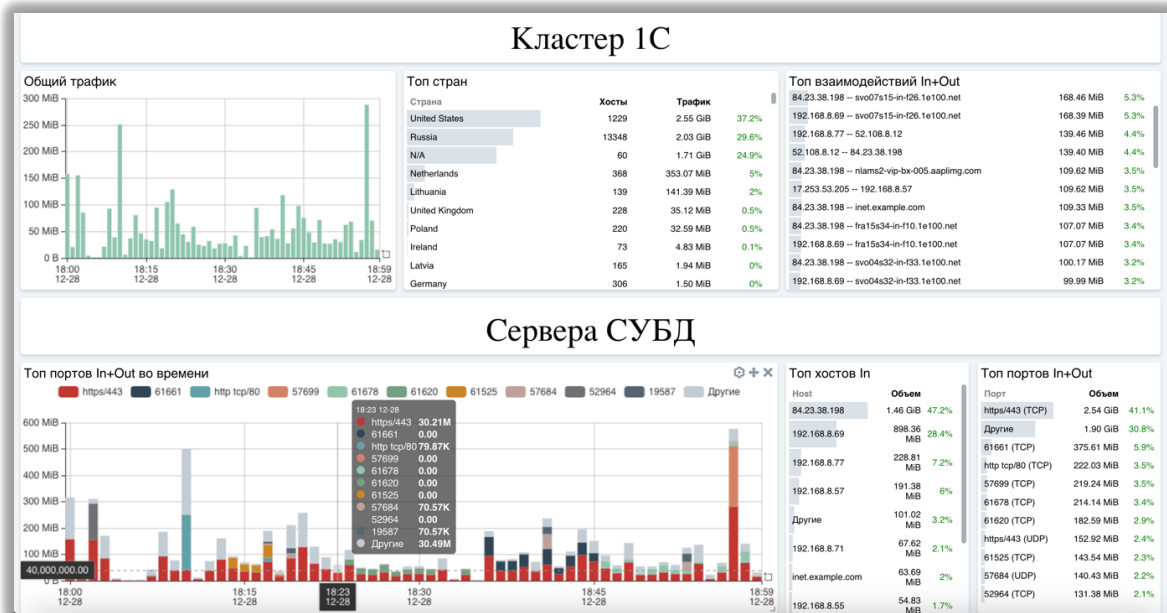 Кластер 1С
Общий трафик
300 MiB
250 MiB
200 MiB
150 MiB
100 MiB
50 MiB
0 B
18:00 18:15 18:30 18:45 18:59
12-28 12-28 12-28 12-28 12-28
Топ стран
Страна Хосты Трафик
United States 1229 2.55 GiB 37.2%
Russia 13348 2.03 GiB 29.6%
N/A 60 1.71 GiB 24.9%
Netherlands 368 353.07 MiB 5%
Lithuania 139 141.39 MiB 2%
United Kingdom 228 35.12 MiB 0.5%
Poland 220 32.59 MiB 0.5%
Ireland 73 4.83 MiB 0.1%
Latvia 165 1.94 MiB 0%
Germany 306 1.50 MiB 0%
Топ взаимодействий In+Out
84.23.38.198 -- svo07s15-in-f26.1e100.net 168.46 MiB 5.3%
192.168.8.69 -- svo07s15-in-f26.1e100.net 168.39 MiB 5.3%
192.168.8.77 -- 52.108.8.12 139.46 MiB 4.4%
52.108.8.12 -- 84.23.38.198 139.40 MiB 4.4%
84.23.38.198 -- nlams2-vip-bx-005.aaplimg.com 109.62 MiB 3.5%
17.253.53.205 -- 192.168.8.57 109.62 MiB 3.5%
84.23.38.198 -- inet.example.com 109.33 MiB 3.5%
84.23.38.198 -- fra15s34-in-f10.1e100.net 107.07 MiB 3.4%
192.168.8.69 -- fra15s34-in-f10.1e100.net 107.07 MiB 3.4%
84.23.38.198 -- svo04s32-in-f33.1e100.net 100.17 MiB 3.2%
192.168.8.69 -- svo04s32-in-f33.1e100.net 99.99 MiB 3.2%
Сервера СУБД
Топ портов In+Out во времени
https/443 61661 http tcp/80 57699 61678 61620 61525 57684 52964 19587 Другие
600 MiB
500 MiB
400 MiB
300 MiB
200 MiB
100 MiB
0 B
40,000,000.00
18:23 12-28
https/443 30.21M
61661 0.00
http tcp/80 79.87K
57699 0.00
61678 0.00
61620 0.00
61525 0.00
57684 70.57K
52964 0.00
19587 70.57K
Другие 30.49M
18:00 18:15 18:23 18:30 18:45 18:59
12-28 12-28 12-28 12-28 12-28 12-28
Топ хостов In
Host Объем
84.23.38.198 1.46 GiB 47.2%
192.168.8.69 898.36 MiB 28.4%
192.168.8.77 228.81 MiB 7.2%
192.168.8.57 191.38 MiB 6%
Другие 101.02 MiB 3.2%
192.168.8.71 67.62 MiB 2.1%
inet.example.com 63.69 MiB 2%
192.168.8.55 54.83 MiB 1.7%
Топ портов In+Out
Порт Объем
https/443 (TCP) 2.54 GiB 41.1%
Другие 1.90 GiB 30.8%
61661 (TCP) 375.61 MiB 5.9%
http tcp/80 (TCP) 222.03 MiB 3.5%
57699 (TCP) 219.24 MiB 3.5%
61678 (TCP) 214.14 MiB 3.4%
61620 (TCP) 182.59 MiB 2.9%
https/443 (UDP) 152.92 MiB 2.4%
61525 (TCP) 143.54 MiB 2.3%
57684 (UDP) 140.43 MiB 2.2%
52964 (TCP) 131.38 MiB 2.1%